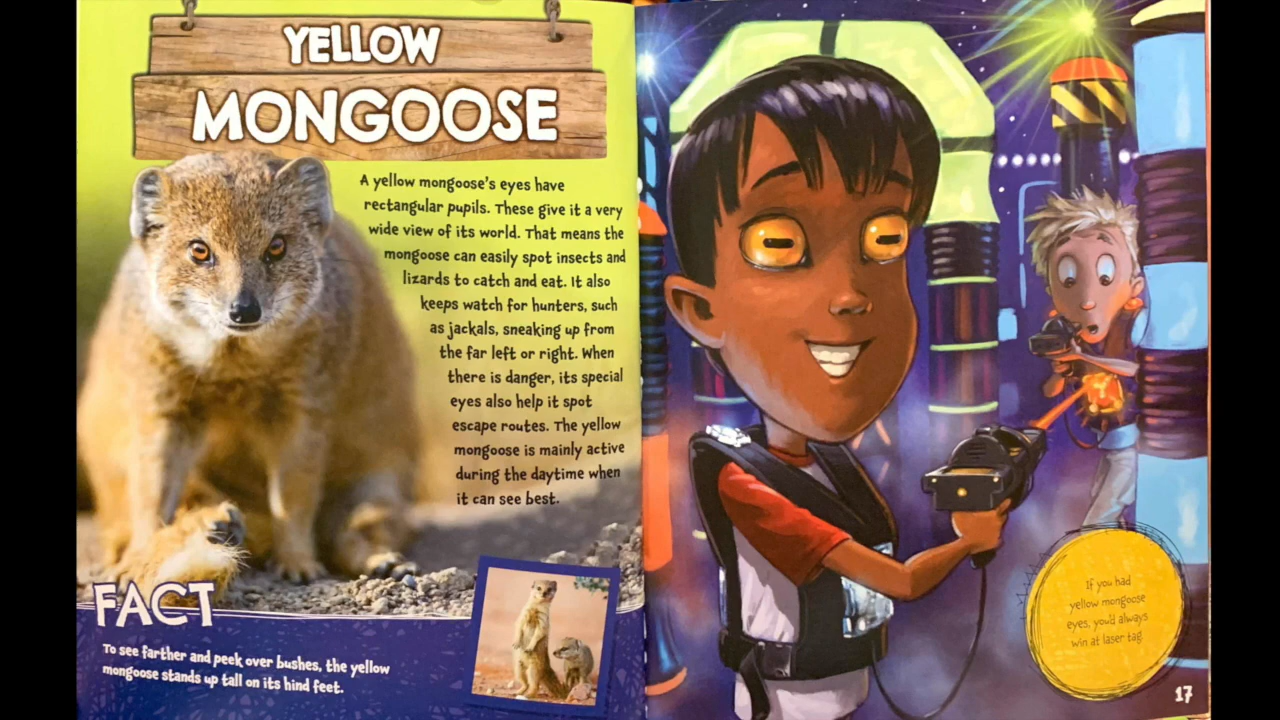 YELLOW
MONGOOSE
A yellow mongoose's eyes have
rectangular pupils. These give it a very
wide view of its world. That means the
mongoose can easily spot insects and
lizards to catch and eat. It also
keeps watch for hunters, such
as jackals, sneaking up from
the far left or right. When
there is danger, its special
eyes also help it spot
escape routes. The yellow
mongoose is mainly active
during the daytime when
it can see best.
FACT
To see farther and peek over bushes, the yellow
mongoose stands up tall on its hind feet.
If you had
yellow mongoose
eyes, you'd always
win at laser tag.
17